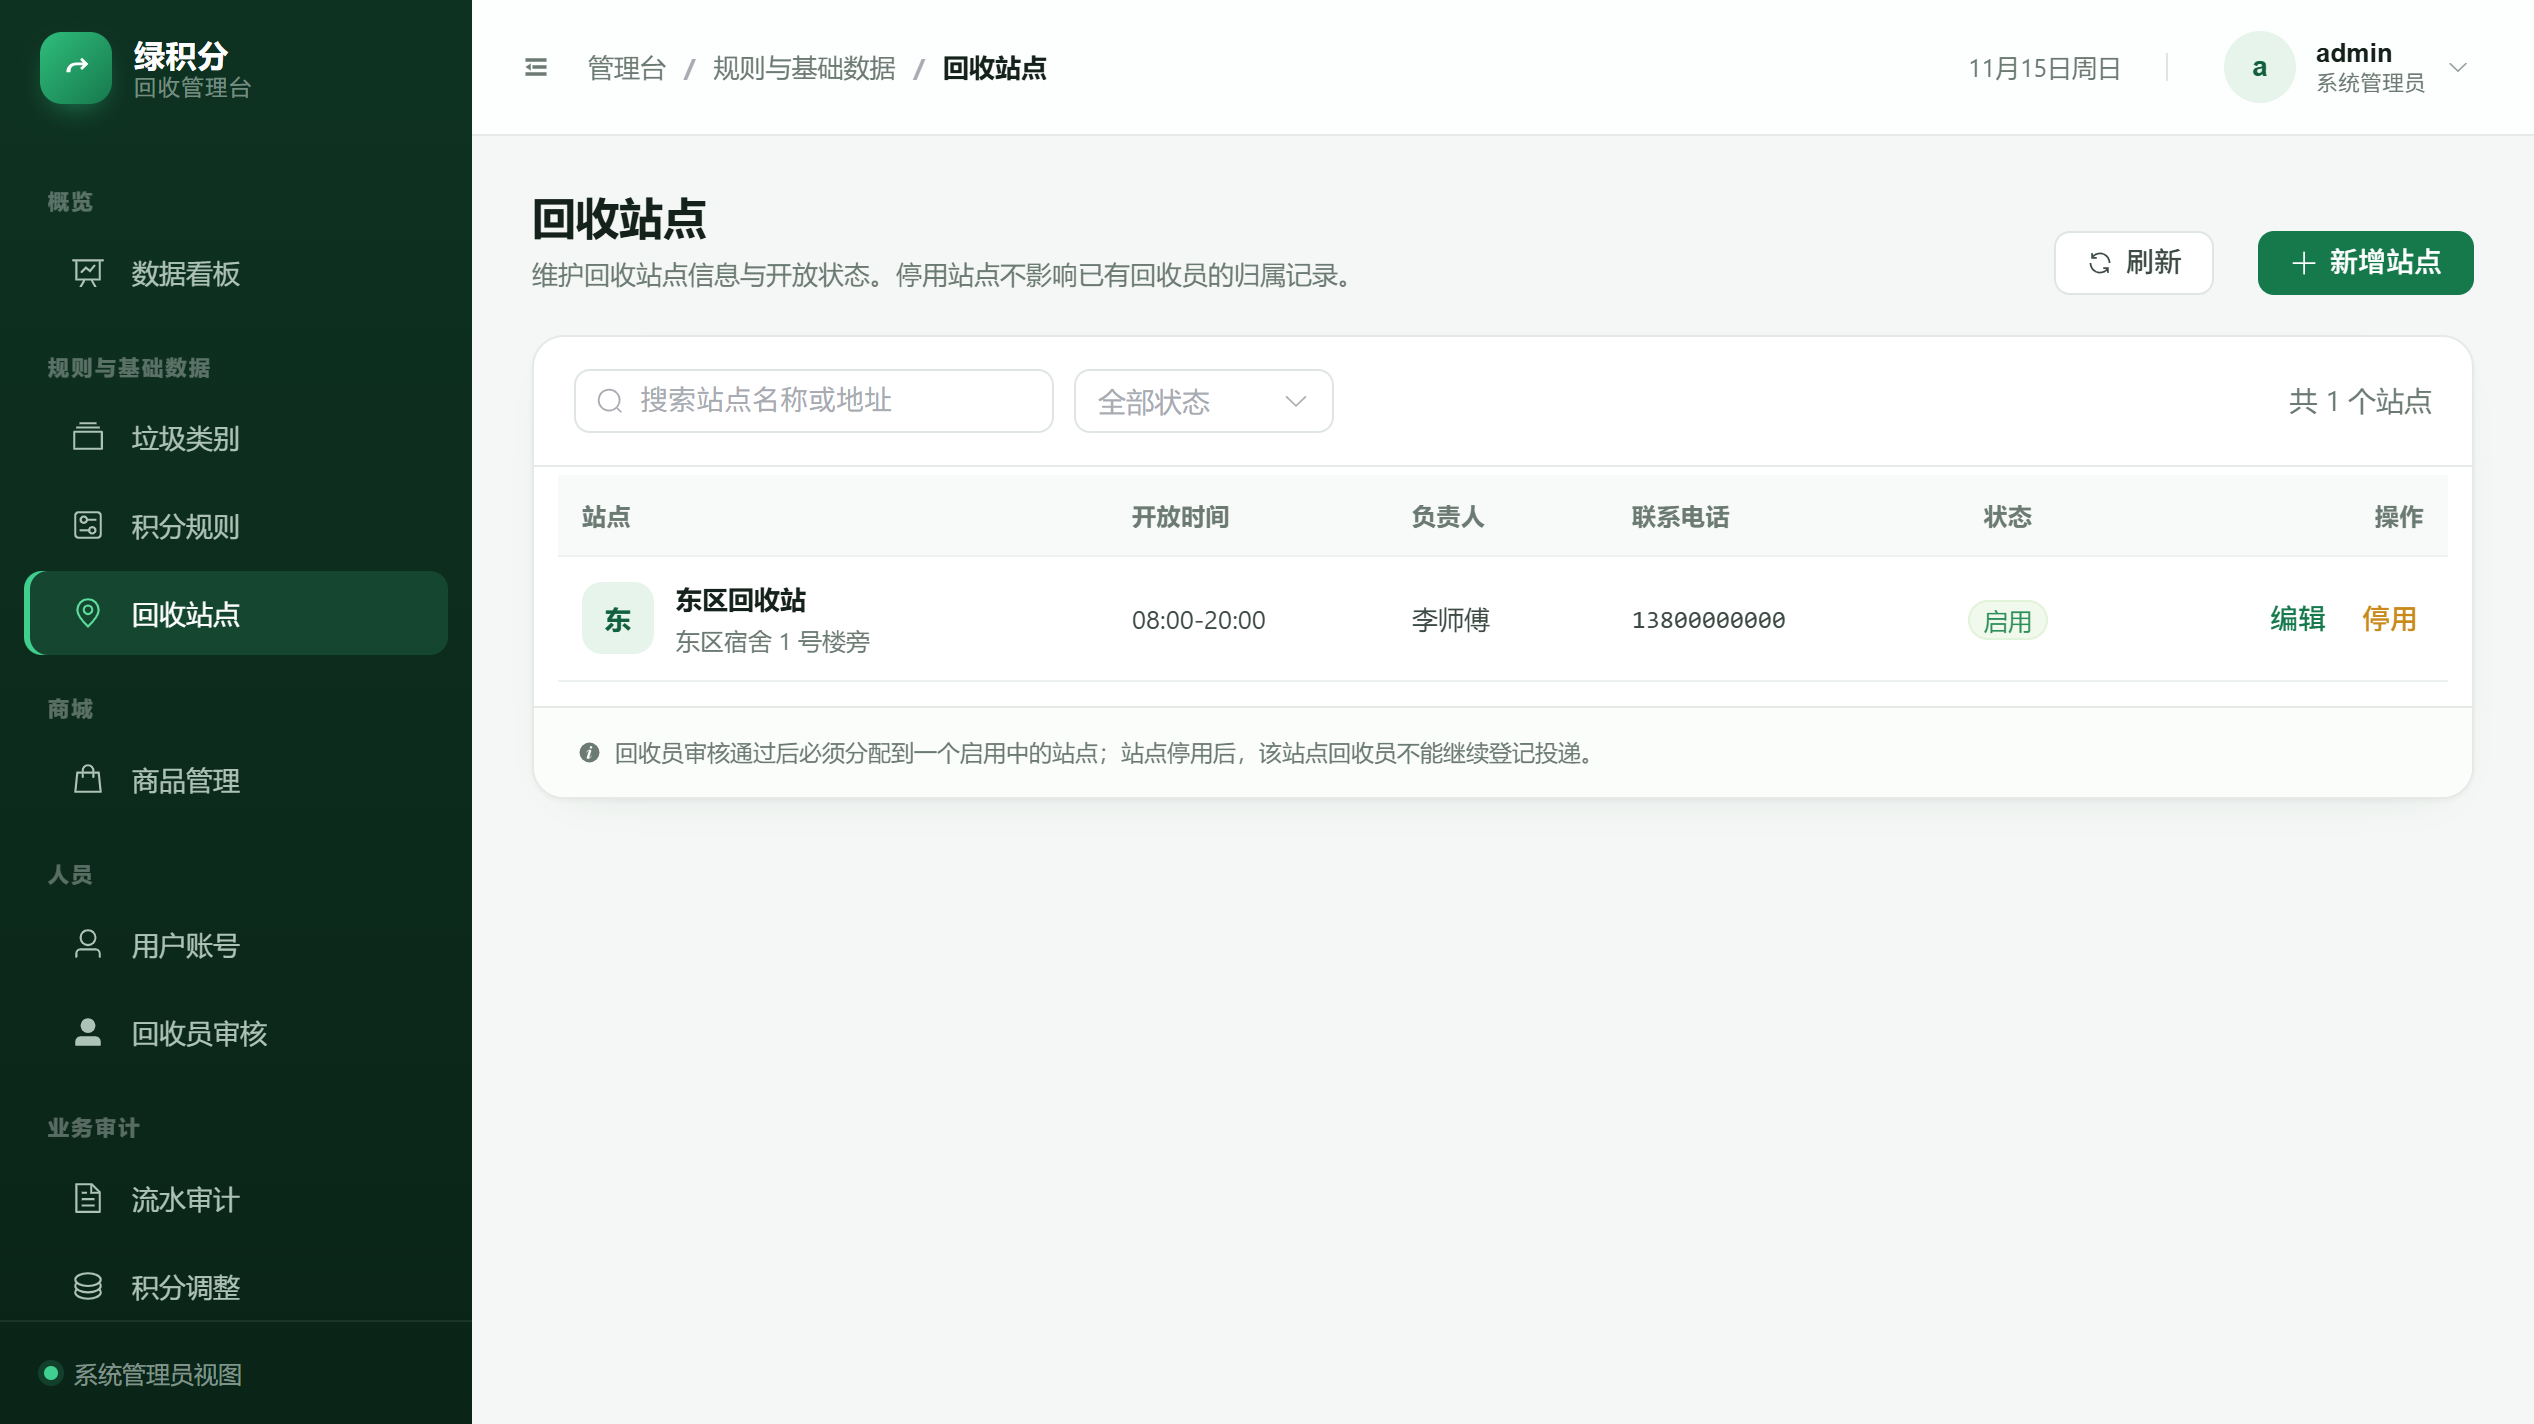 绿积分
回收管理台
概览
数据看板
规则与基础数据
垃圾类别
积分规则
回收站点
商城
商品管理
人员
用户账号
回收员审核
业务审计
流水审计
积分调整
系统管理员视图
管理台 / 规则与基础数据 / 回收站点
11月15日周日
a
admin
系统管理员
回收站点
维护回收站点信息与开放状态。停用站点不影响已有回收员的归属记录。
刷新
新增站点
搜索站点名称或地址
全部状态
共 1 个站点
站点 开放时间 负责人 联系电话 状态 操作
东
东区回收站
东区宿舍 1 号楼旁
08:00-20:00
李师傅
13800000000
启用
编辑 停用
回收员审核通过后必须分配到一个启用中的站点；站点停用后，该站点回收员不能继续登记投递。